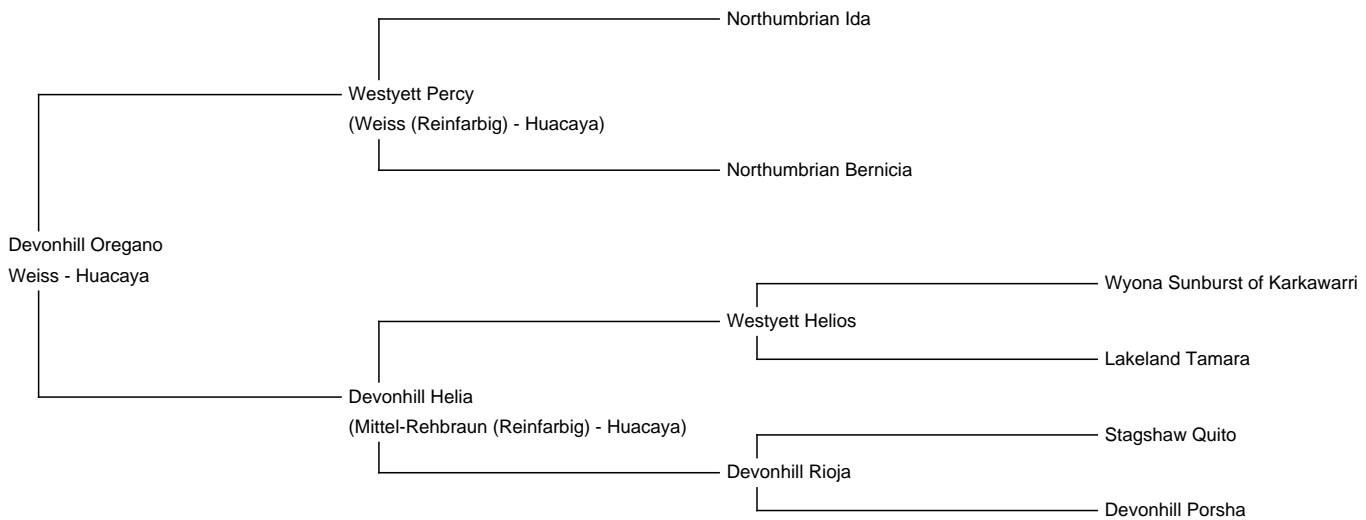 Northumbrian Ida
Westyett Percy
(Weiss (Reinfarbig) - Huacaya)
Northumbrian Bernicia
Devonhill Oregano
Weiss - Huacaya
Wyona Sunburst of Karkawarri
Westyett Helios
Lakeland Tamara
Devonhill Helia
(Mittel-Rehbraun (Reinfarbig) - Huacaya)
Stagshaw Quito
Devonhill Rioja
Devonhill Porsha